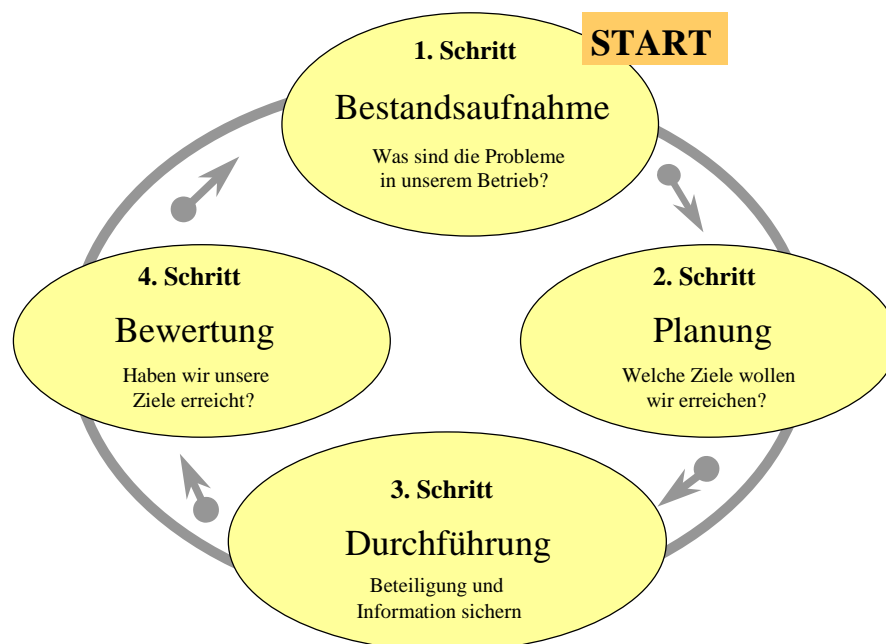 START
1. Schritt
Bestandsaufnahme
Was sind die Probleme
in unserem Betrieb?
2. Schritt
Planung
Welche Ziele wollen
wir erreichen?
3. Schritt
Durchführung
Beteiligung und
Information sichern
4. Schritt
Bewertung
Haben wir unsere
Ziele erreicht?